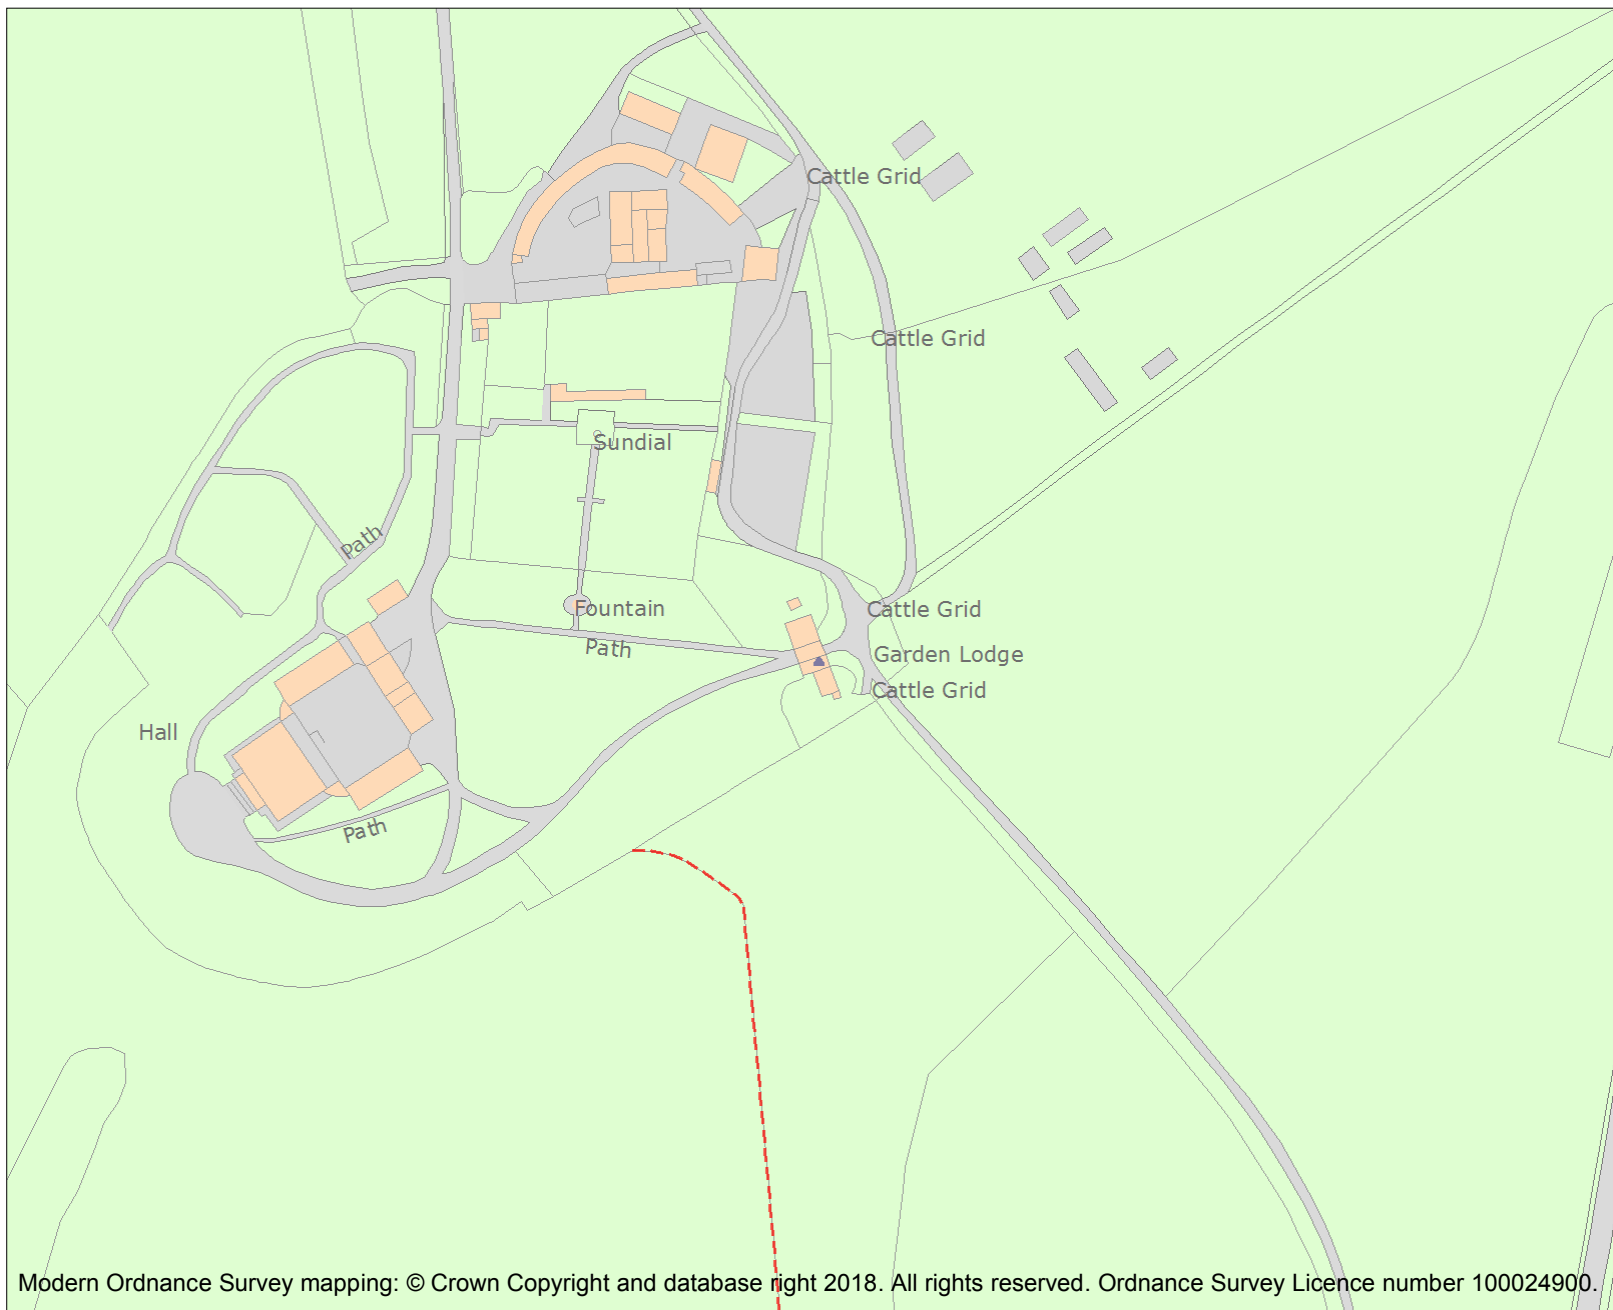 Cattle Grid
Cattle Grid
Sundial
Path
Cattle Grid
Fountain
Path
Garden Lodge
Cattle Grid
Hall
Path
Modern Ordnance Survey mapping: © Crown Copyright and database right 2018. All rights reserved. Ordnance Survey Licence number 100024900.